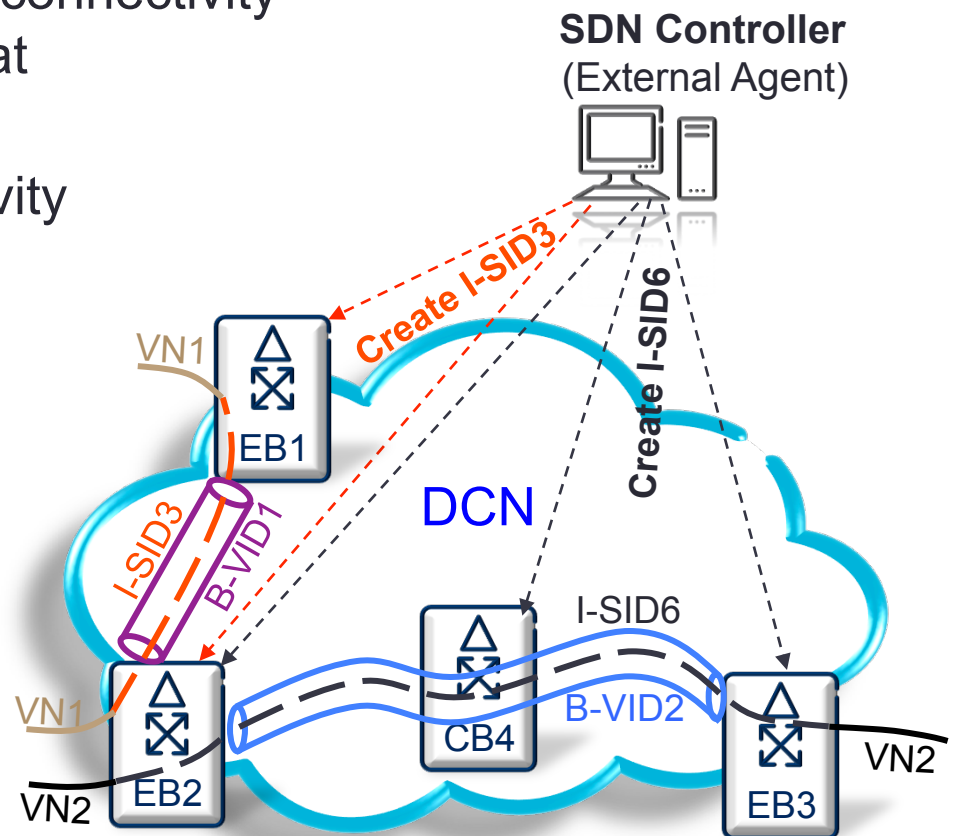 connectivity
at
vity
SDN Controller
(External Agent)
Create I-SID3
Create I-SID6
VN1
EB1
DCN
I-SID3
B-VID1
I-SID6
B-VID2
VN1
CB4
VN2
EB2
EB3
VN2